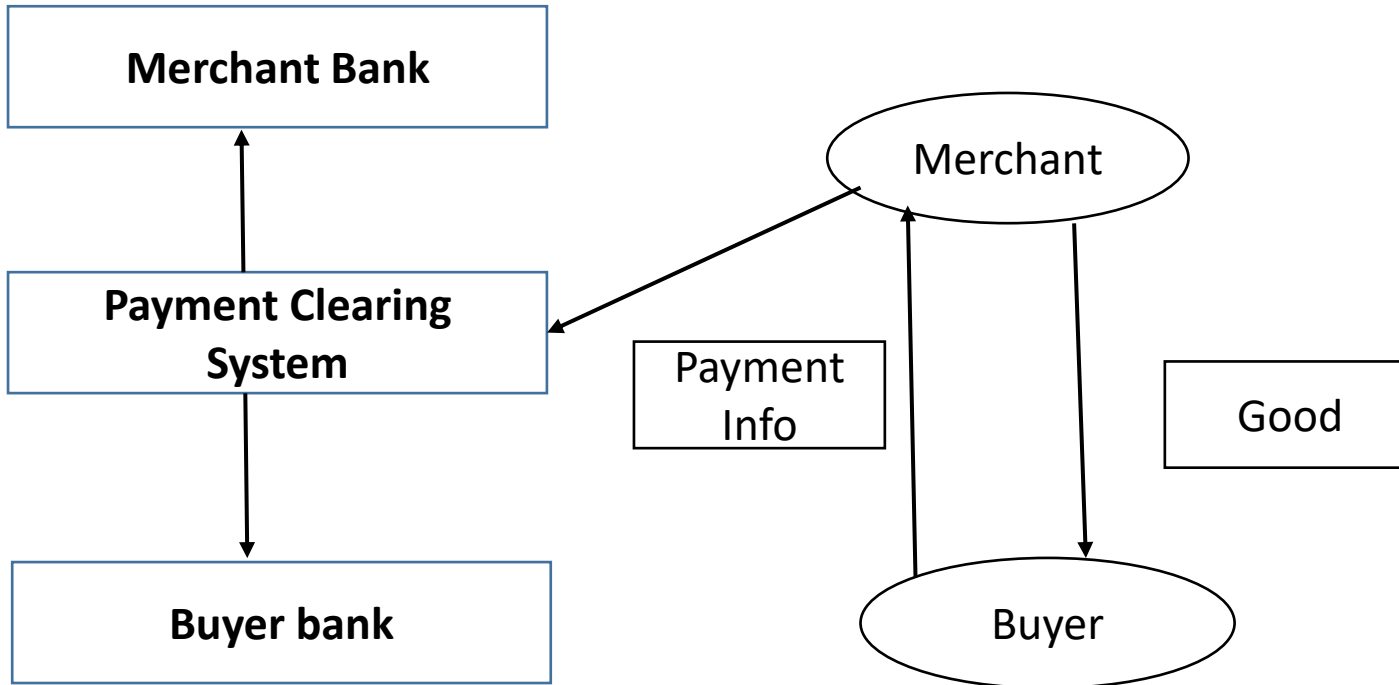 Merchant Bank
Merchant
Payment Clearing
System
Payment
Info
Good
Buyer bank
Buyer